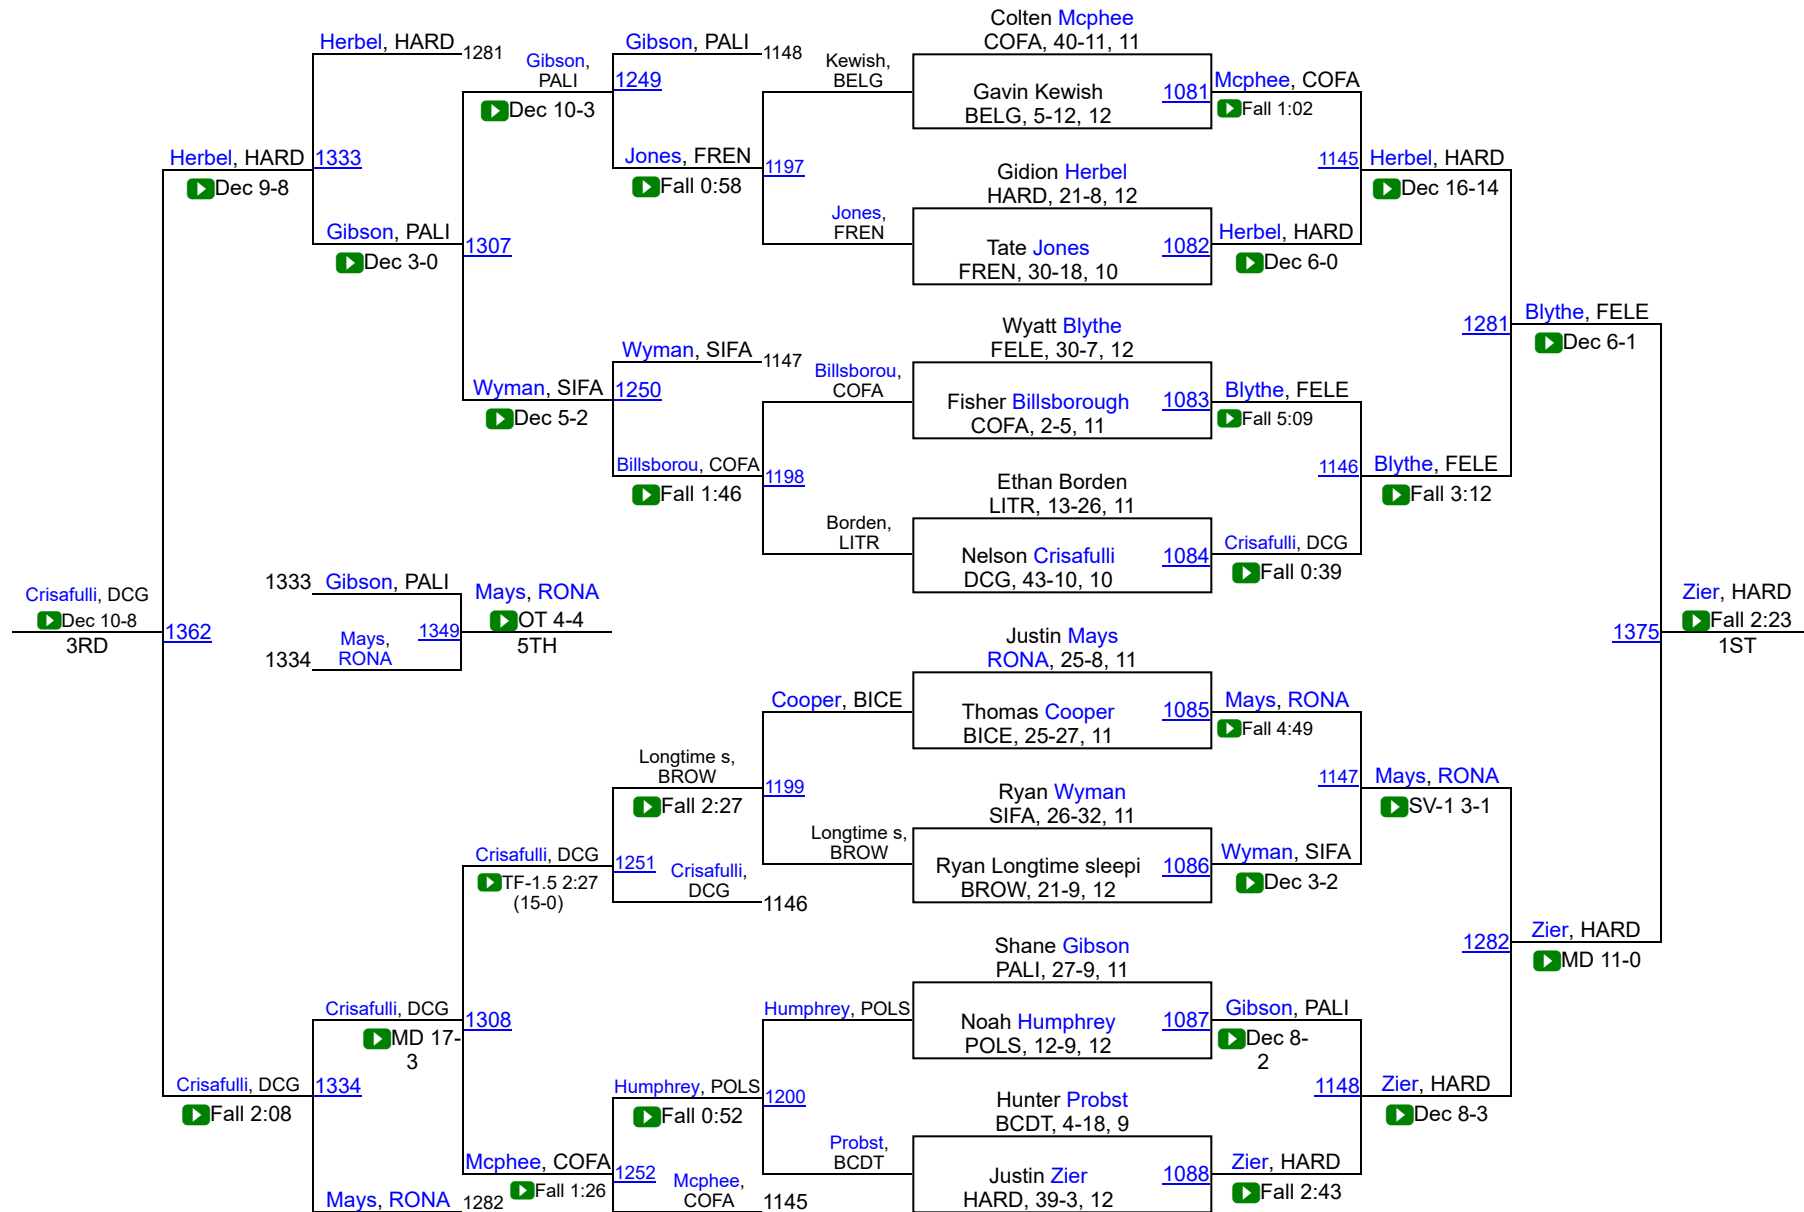 Colten Mcphee
COFA, 40-11, 11
Herbel, HARD
1281
Gibson,
PALI
Dec 10-3
Gibson, PALI
1148
1249
Kewish,
BELG
Gavin Kewish
BELG, 5-12, 12
1081
Mcphee, COFA
Fall 1:02
Herbel, HARD
Dec 9-8
1333
Jones, FREN
Fall 0:58
1197
Gidion Herbel
HARD, 21-8, 12
1145
Herbel, HARD
Dec 16-14
Gibson, PALI
Dec 3-0
1307
Jones,
FREN
Tate Jones
FREN, 30-18, 10
1082
Herbel, HARD
Dec 6-0
Wyatt Blythe
FELE, 30-7, 12
1281
Blythe, FELE
Dec 6-1
Wyman, SIFA
1147
Wyman, SIFA
Dec 5-2
1250
Billsborou,
COFA
Fisher Billsborough
COFA, 2-5, 11
1083
Blythe, FELE
Fall 5:09
Billsborou, COFA
Fall 1:46
1198
Ethan Borden
LITR, 13-26, 11
1146
Blythe, FELE
Fall 3:12
Borden,
LITR
Nelson Crisafulli
DCG, 43-10, 10
1084
Crisafulli, DCG
Fall 0:39
Crisafulli, DCG
Dec 10-8
3RD
1362
1333
Gibson, PALI
1334
Mays,
RONA
1349
Mays, RONA
OT 4-4
5TH
Justin Mays
RONA, 25-8, 11
1375
Zier, HARD
Fall 2:23
1ST
Cooper, BICE
Thomas Cooper
BICE, 25-27, 11
1085
Mays, RONA
Fall 4:49
Longtime s,
BROW
Fall 2:27
1199
Ryan Wyman
SIFA, 26-32, 11
1147
Mays, RONA
SV-1 3-1
Crisafulli, DCG
TF-1.5 2:27
(15-0)
1251
Crisafulli,
DCG
1146
Longtime s,
BROW
Ryan Longtime sleepi
BROW, 21-9, 12
1086
Wyman, SIFA
Dec 3-2
Shane Gibson
PALI, 27-9, 11
1282
Zier, HARD
MD 11-0
Crisafulli, DCG
MD 17-
3
1308
Humphrey, POLS
Noah Humphrey
POLS, 12-9, 12
1087
Gibson, PALI
Dec 8-
2
Crisafulli, DCG
Fall 2:08
1334
Humphrey, POLS
Fall 0:52
1200
Hunter Probst
BCDT, 4-18, 9
1148
Zier, HARD
Dec 8-3
Mcphee, COFA
Fall 1:26
1252
Mcphee,
COFA
1145
Probst,
BCDT
Justin Zier
HARD, 39-3, 12
1088
Zier, HARD
Fall 2:43
Mays, RONA
1282